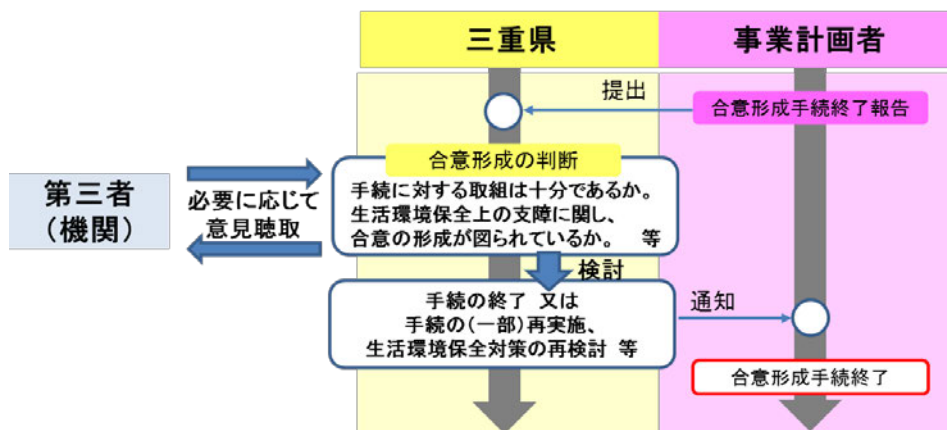 三重県
事業計画者
提出
合意形成手続終了報告
合意形成の判断
手続に対する取組は十分であるか。
生活環境保全上の支障に関し、
合意の形成が図られているか。 等
第三者
(機関)
必要に応じて
意見聴取
検討
手続の終了 又は
手続の(一部)再実施、
生活環境保全対策の再検討 等
通知
合意形成手続終了